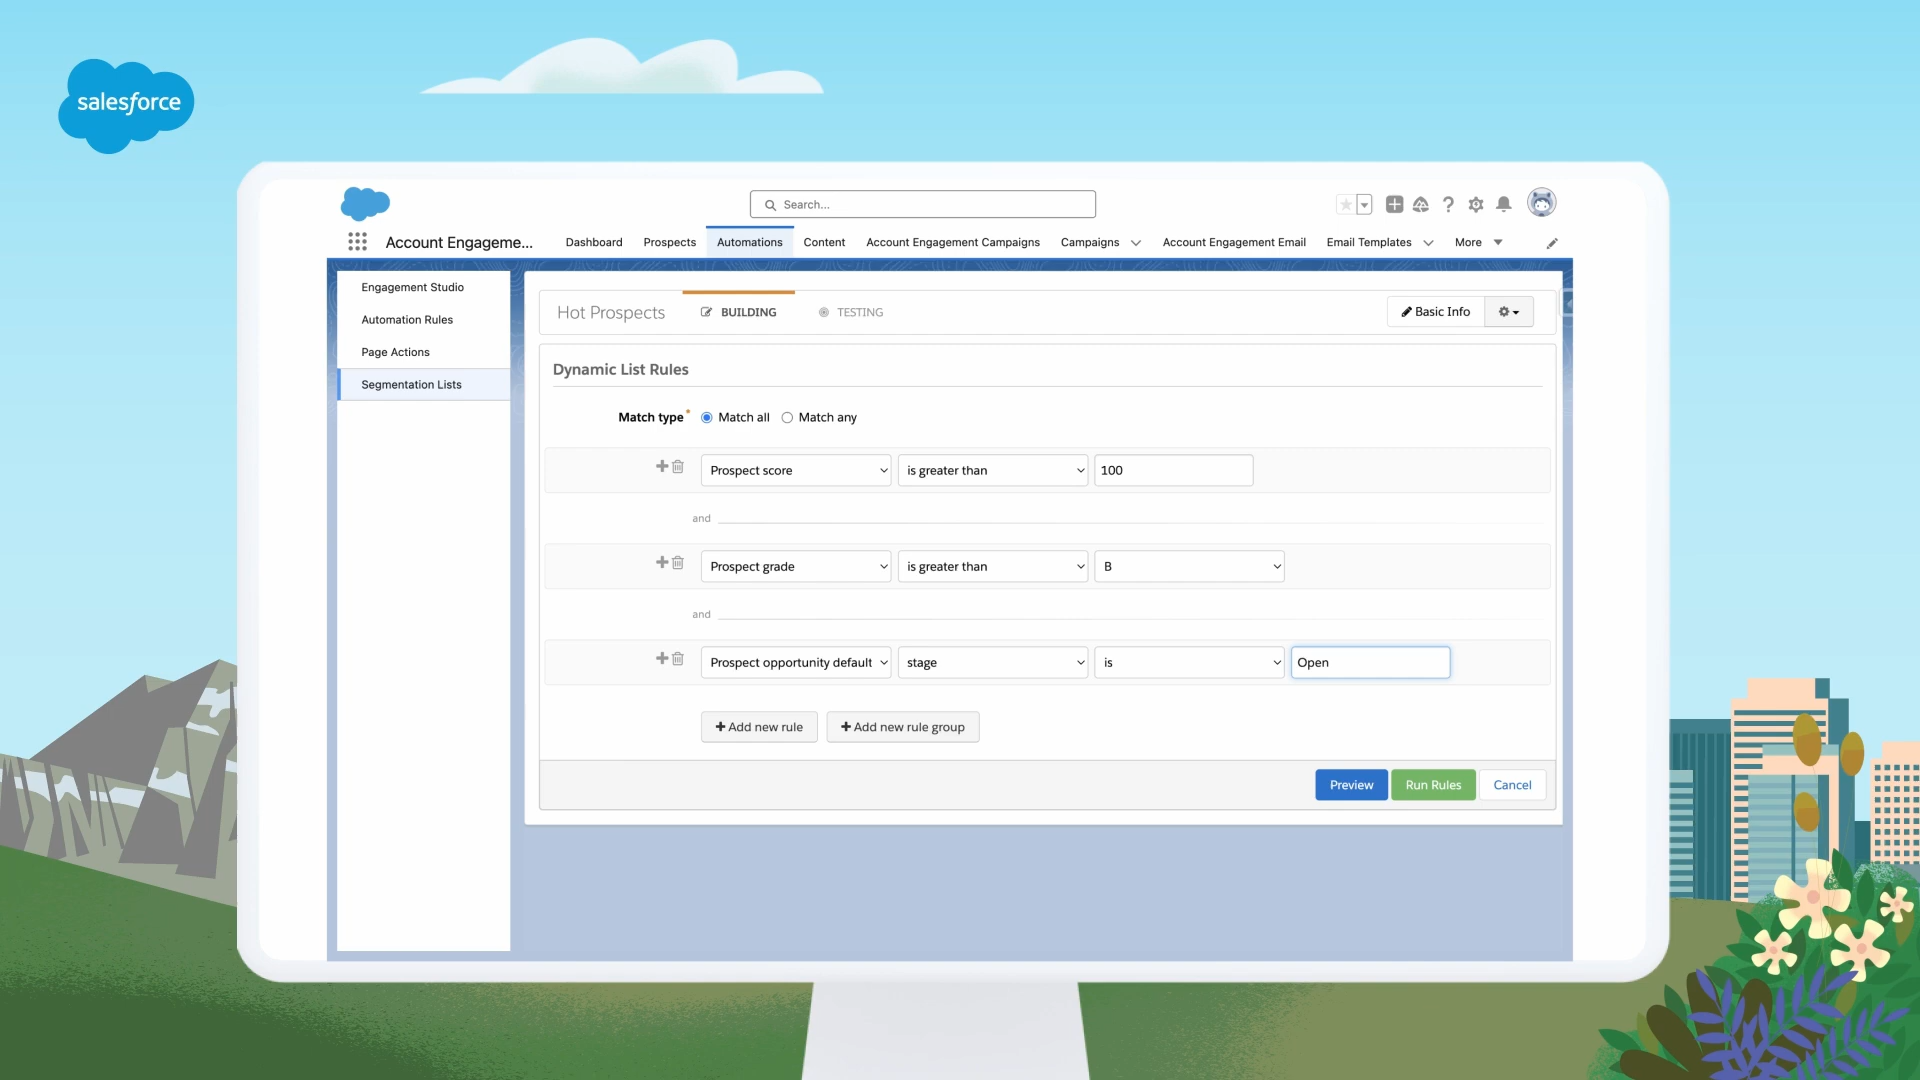 salesforce
Search...
Account Engageme...
Dashboard
Prospects
Automations
Content
Account Engagement Campaigns
Campaigns
Account Engagement Email
Email Templates
More
Engagement Studio
Automation Rules
Page Actions
Segmentation Lists
Hot Prospects
BUILDING
TESTING
Basic Info
Dynamic List Rules
Match type* Match all Match any
Prospect score is greater than 100
and
Prospect grade is greater than B
and
Prospect opportunity default stage is Open
Add new rule
Add new rule group
Preview
Run Rules
Cancel